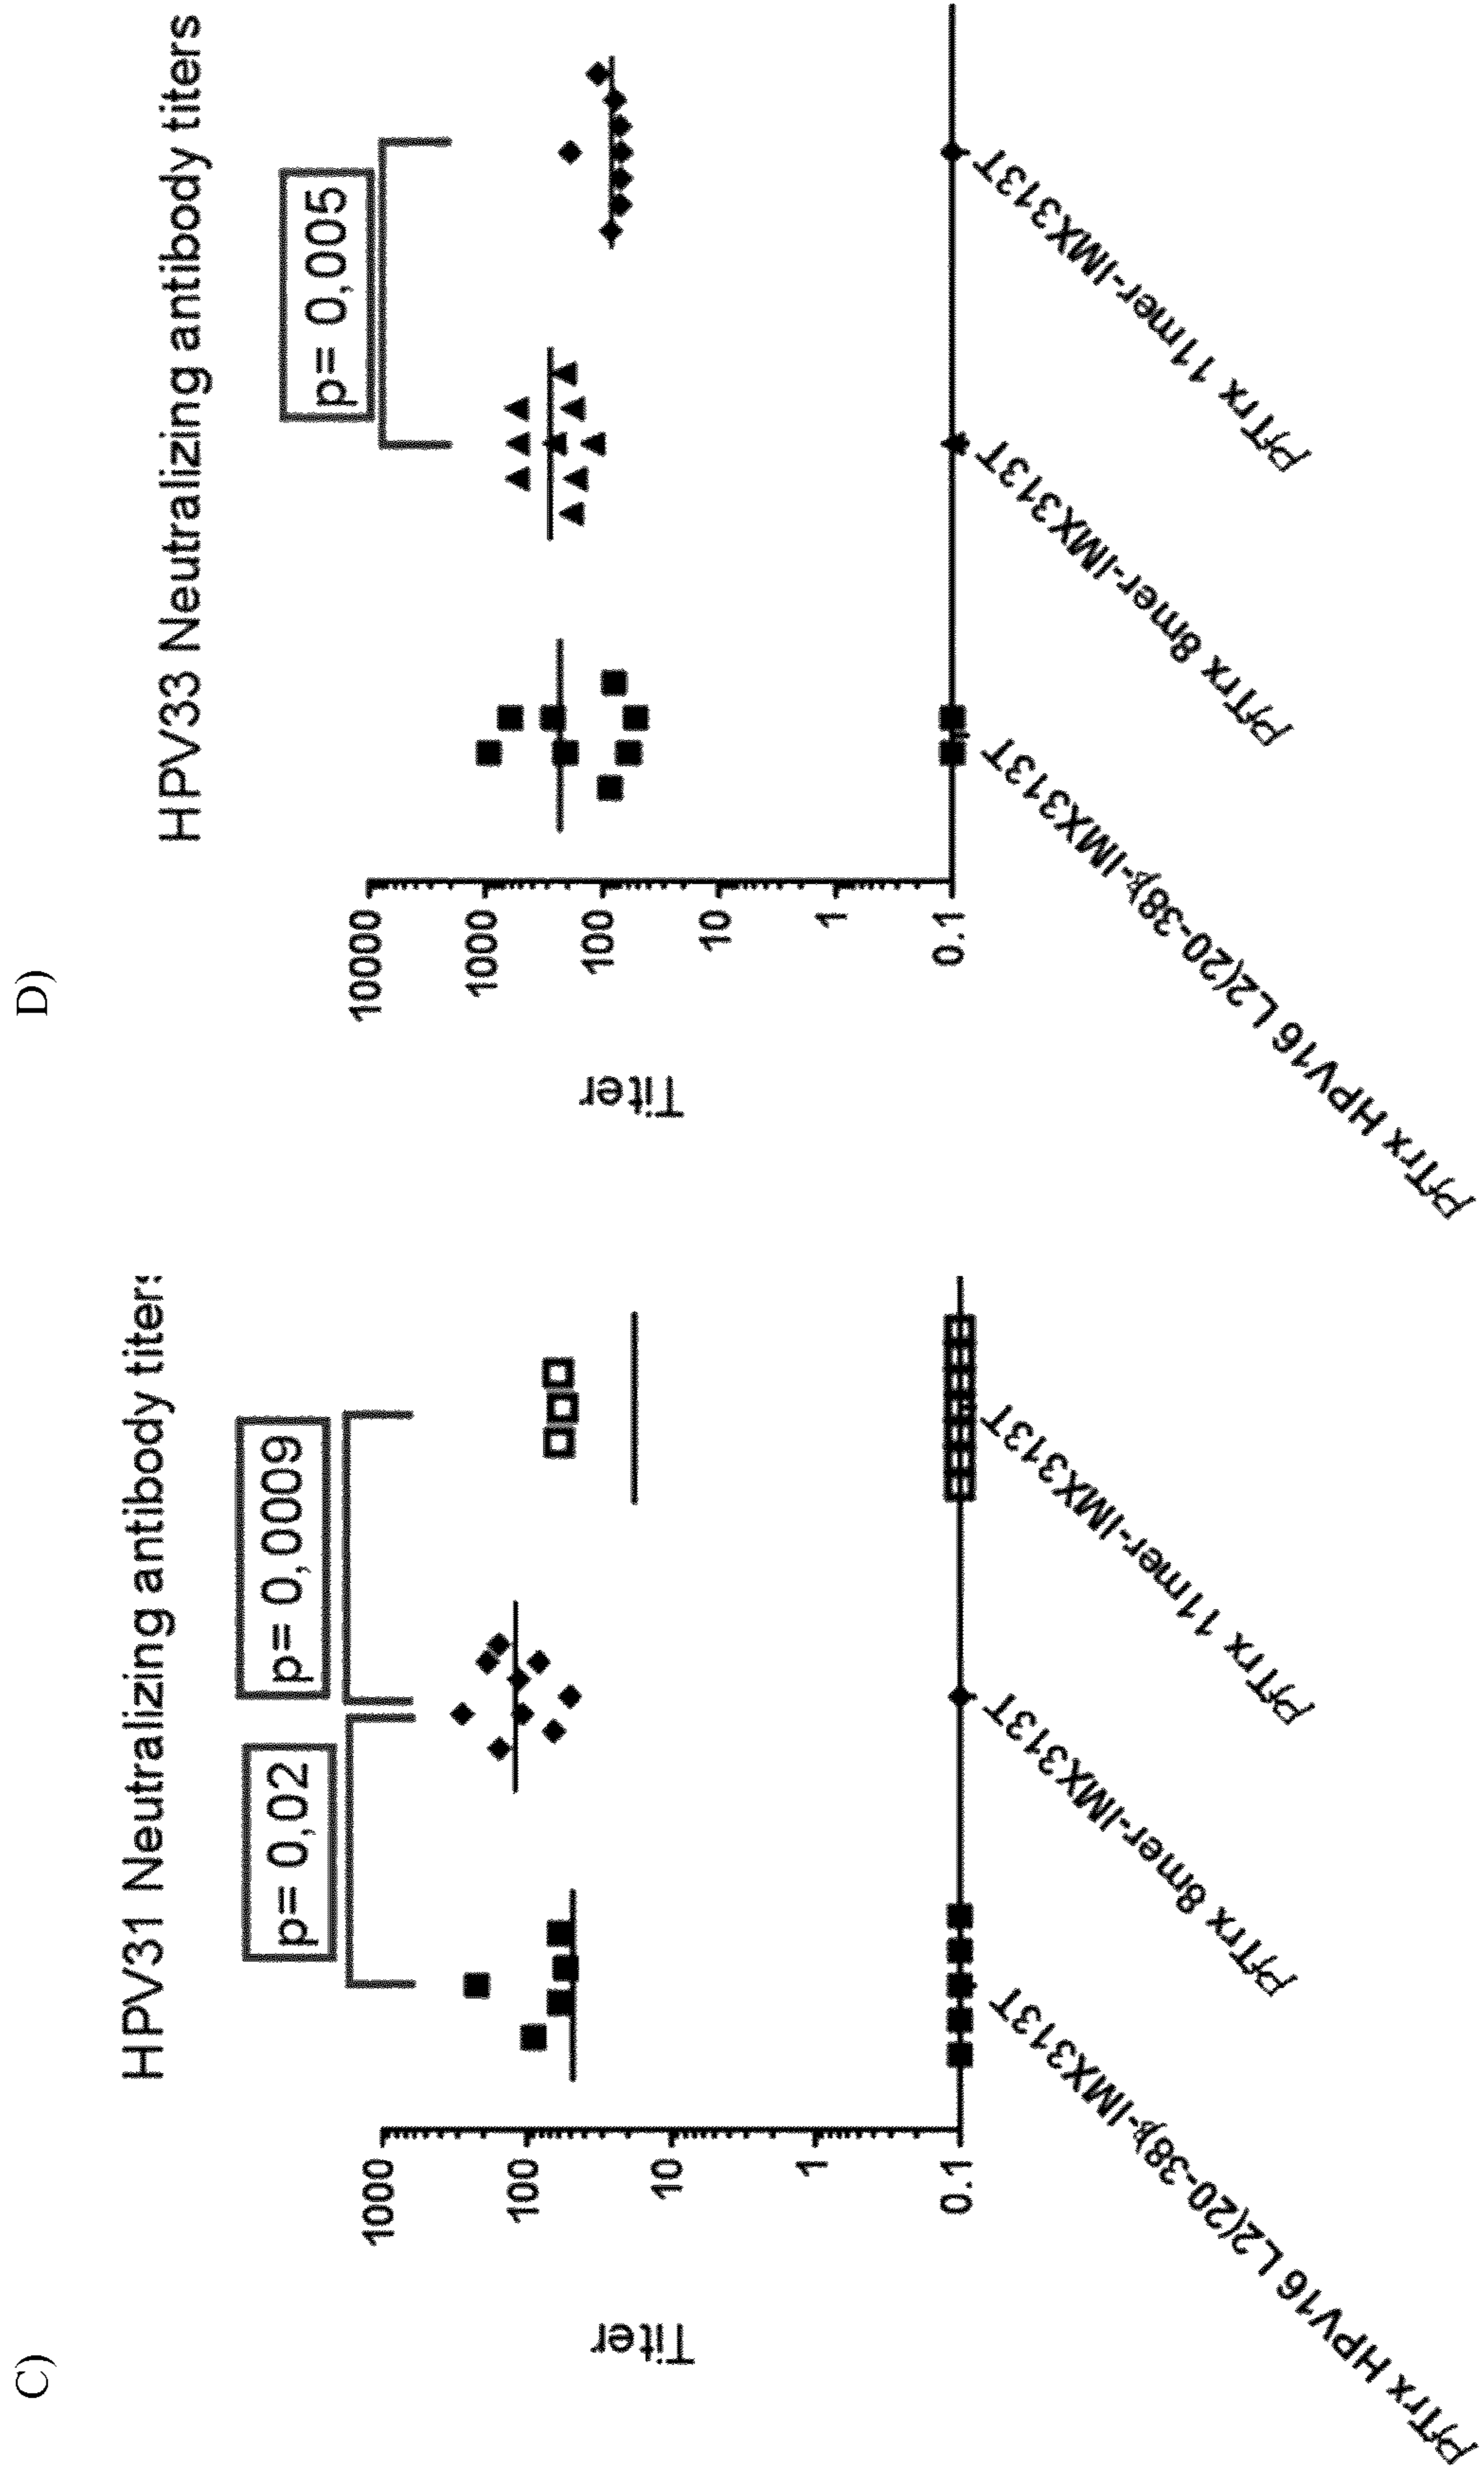 C)
HPV31 Neutralizing antibody titers
p= 0,02
p= 0,0009
Titer
1000
100
10
1
0.1
PfTrx HPV16 L2(20-38)₃-IMX313T
PfTrx 8mer-IMX313T
PfTrx 11mer-IMX313T
D)
HPV33 Neutralizing antibody titers
p= 0,005
Titer
10000
1000
100
10
1
0.1
PfTrx HPV16 L2(20-38)₃-IMX313T
PfTrx 8mer-IMX313T
PfTrx 11mer-IMX313T